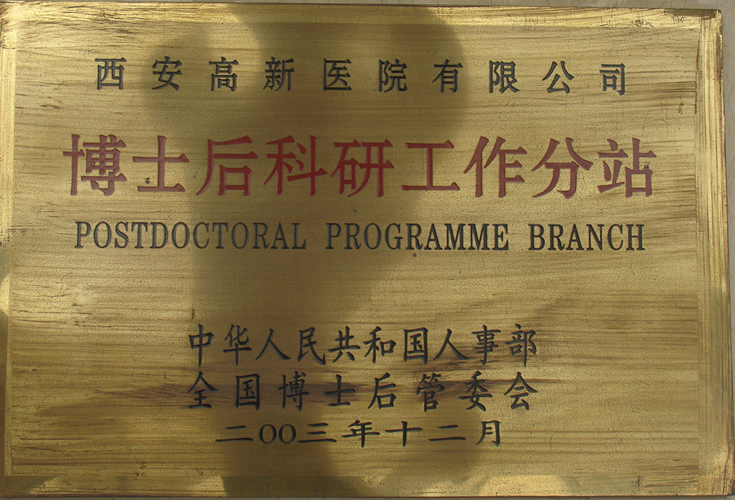 西安高新医院有限公司
博士后科研工作分站
POSTDOCTORAL PROGRAMME BRANCH
中华人民共和国人事部
全国博士后管委会
二00三年十二月